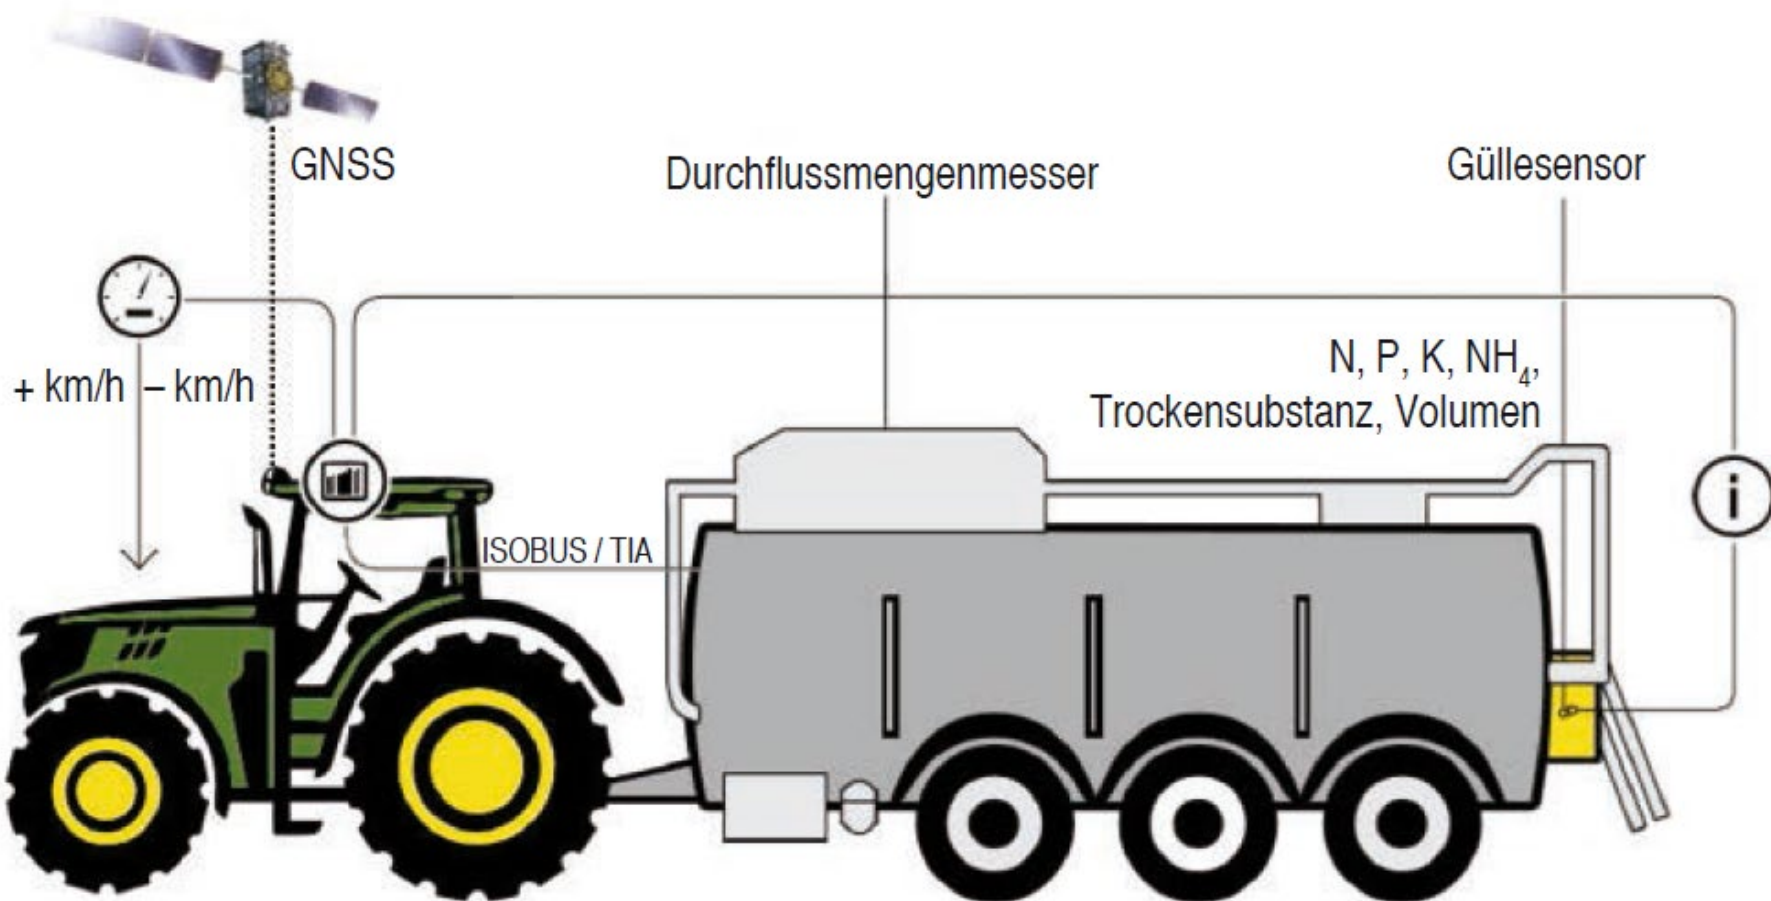 GNSS
Durchflussmengenmesser
Güllesensor
+ km/h – km/h
N, P, K, NH₄,
Trockensubstanz, Volumen
i
ISOBUS / TIA